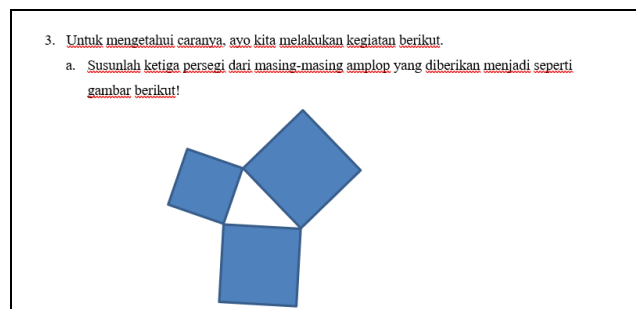 3. Untuk mengetahui caranya, ayo kita melakukan kegiatan berikut.
a. Susunlah ketiga persegi dari masing-masing amplop yang diberikan menjadi seperti
gambar berikut!